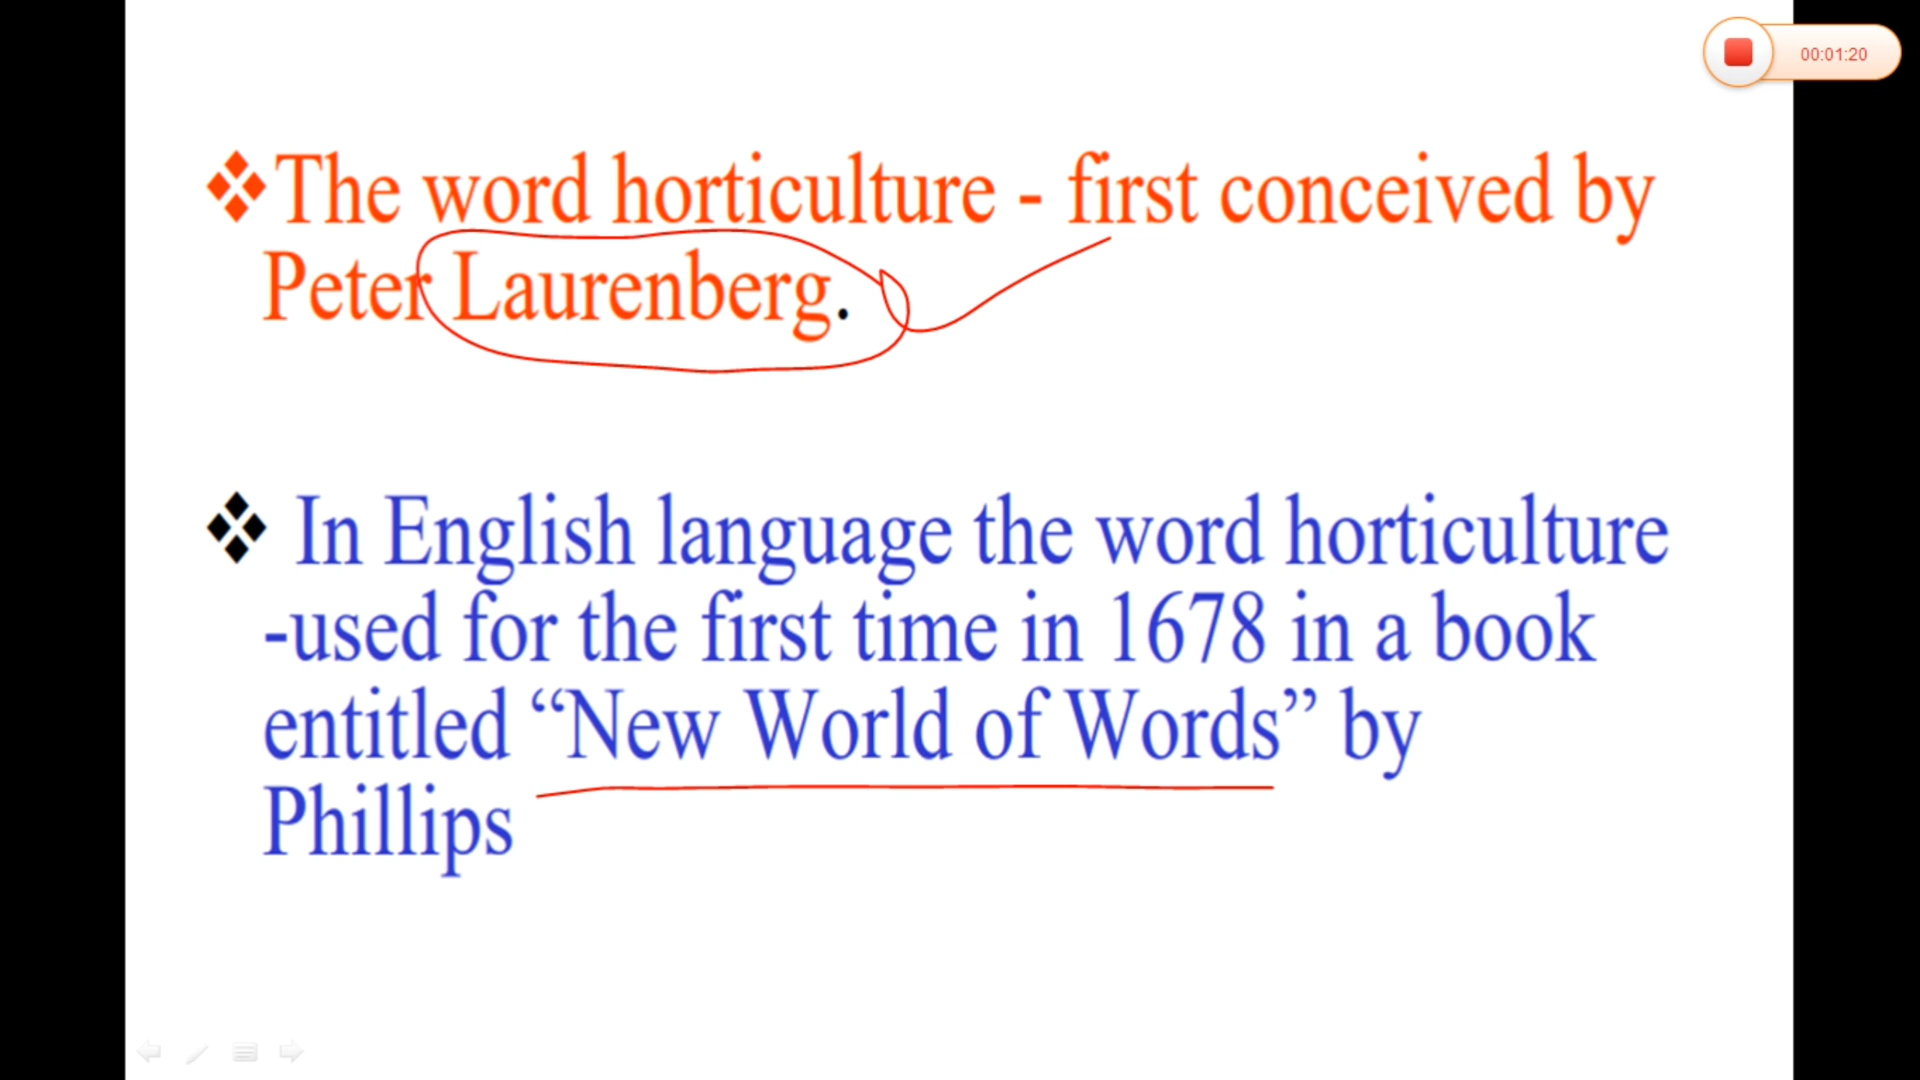 00:01:20
❖The word horticulture - first conceived by
Peter Laurenberg.
❖ In English language the word horticulture
-used for the first time in 1678 in a book
entitled “New World of Words” by
Phillips